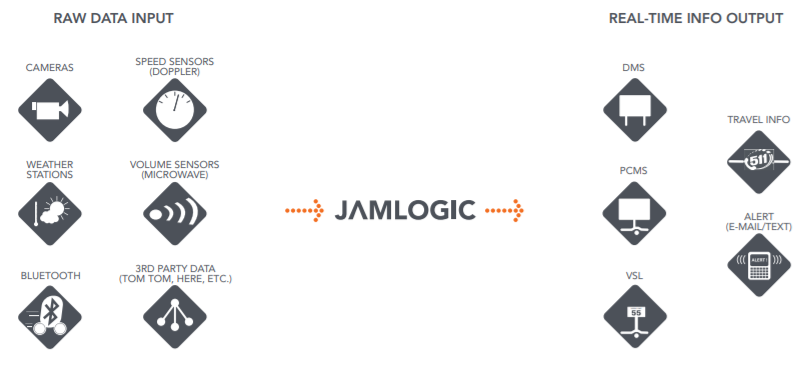 RAW DATA INPUT
CAMERAS
SPEED SENSORS
(DOPPLER)
WEATHER
STATIONS
VOLUME SENSORS
(MICROWAVE)
BLUETOOTH
3RD PARTY DATA
(TOM TOM, HERE, ETC.)
JAMLOGIC
REAL-TIME INFO OUTPUT
DMS
TRAVEL INFO
511
PCMS
ALERT
(E-MAIL/TEXT)
ALERT !
VSL
55